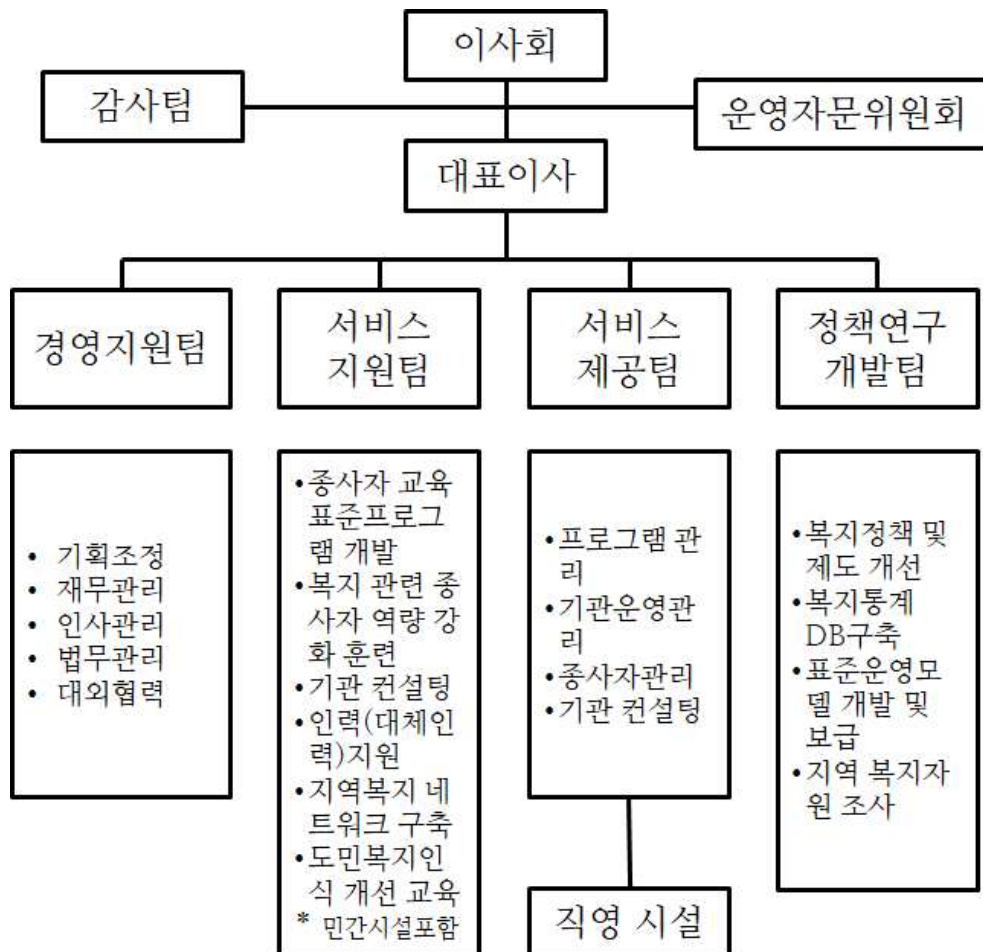 이사회
감사팀
운영자문위원회
대표이사
경영지원팀
서비스
지원팀
서비스
제공팀
정책연구
개발팀
• 기획조정
• 재무관리
• 인사관리
• 법무관리
• 대외협력
•종사자 교육
표준프로그
램 개발
•복지 관련 종
사자 역량 강
화 훈련
•기관 컨설팅
•인력(대체인
력)지원
•지역복지 네
트워크 구축
•도민복지인
식 개선 교육
* 민간시설포함
•프로그램 관
리
•기관운영관
리
•종사자관리
•기관 컨설팅
직영 시설
•복지정책 및
제도 개선
•복지통계
DB구축
•표준운영모
델 개발 및
보급
•지역 복지자
원 조사